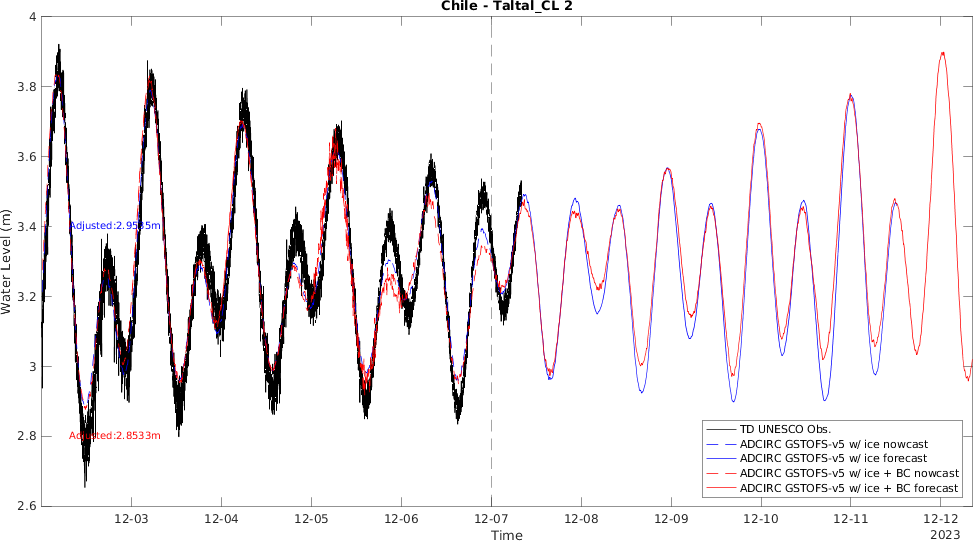 Chile - Taltal_CL 2
4
3.8
3.6
3.4
3.2
3
2.8
2.6
Water Level (m)
Adjusted:2.9535m
Adjusted:2.8533m
TD UNESCO Obs.
ADCIRC GSTOFS-v5 w/ ice nowcast
ADCIRC GSTOFS-v5 w/ ice forecast
ADCIRC GSTOFS-v5 w/ ice + BC nowcast
ADCIRC GSTOFS-v5 w/ ice + BC forecast
12-03 12-04 12-05 12-06 12-07 12-08 12-09 12-10 12-11 12-12
2023
Time